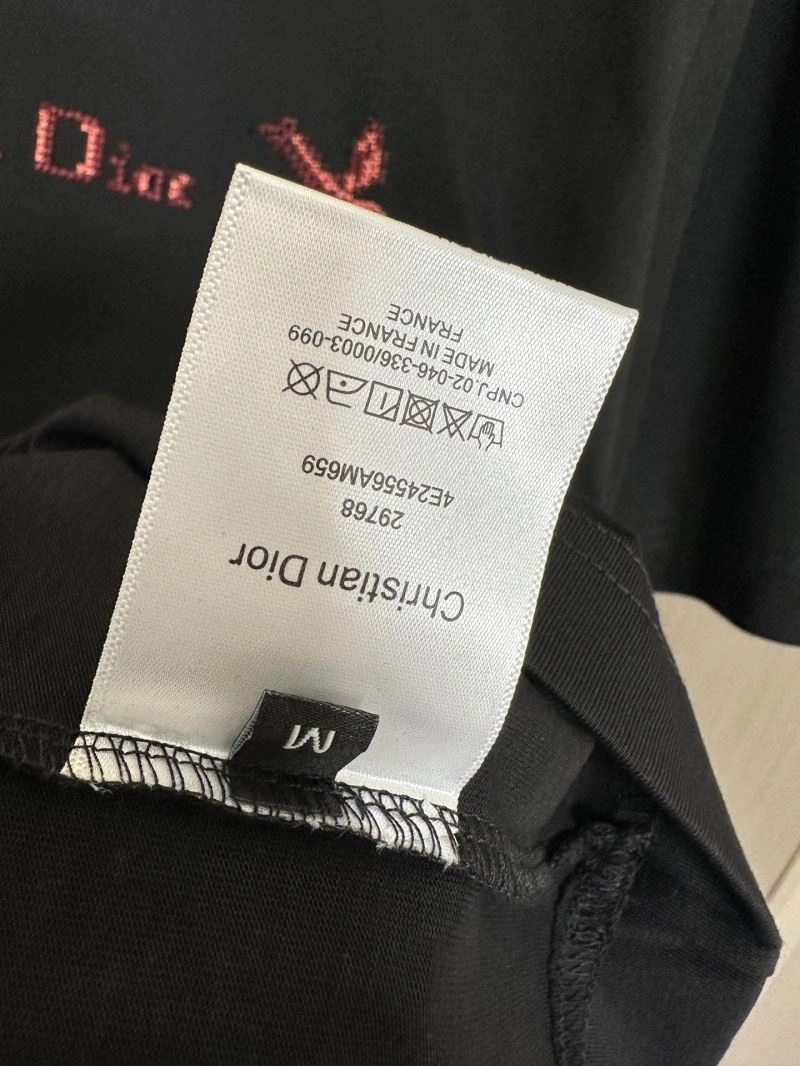 Dior
Christian Dior
29768
4E24556AM659
CNPJ.02-046-336/0003-099
MADE IN FRANCE
FRANCE
M